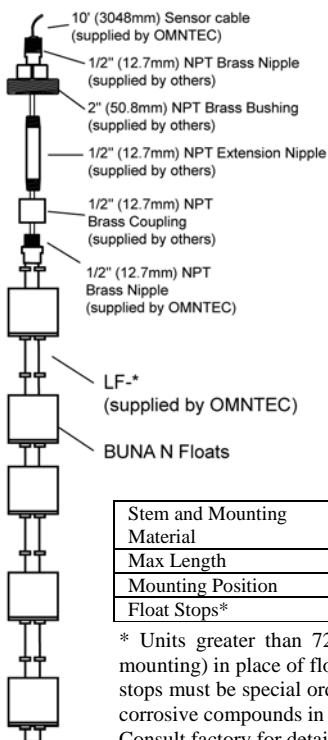 10' (3048mm) Sensor cable
(supplied by OMNTEC)
1/2" (12.7mm) NPT Brass Nipple
(supplied by others)
2" (50.8mm) NPT Brass Bushing
(supplied by others)
1/2" (12.7mm) NPT Extension Nipple
(supplied by others)
1/2" (12.7mm) NPT
Brass Coupling
(supplied by others)
1/2" (12.7mm) NPT
Brass Nipple
(supplied by OMNTEC)
LF-*
(supplied by OMNTEC)
BUNA N Floats
Stem and Mounting
Material
Max Length
Mounting Position
Float Stops*
* Units greater than 72
mounting) in place of flo
stops must be special orc
corrosive compounds in
Consult factory for detail